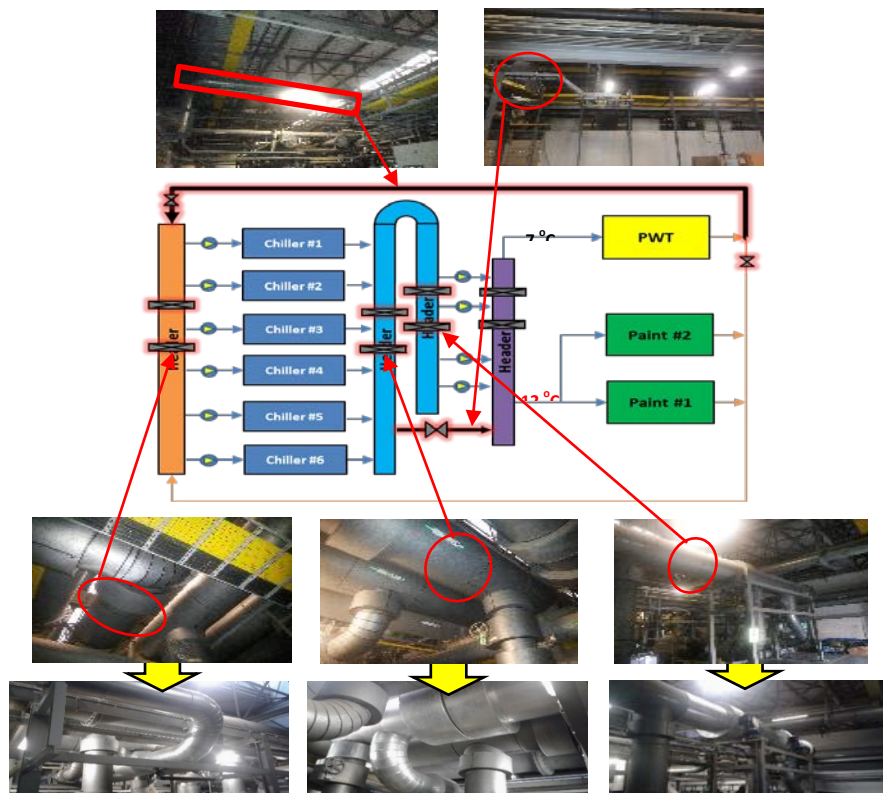 Chiller #1
Chiller #2
Chiller #3
Chiller #4
Chiller #5
Chiller #6
Header
Header
Header
Header
PWT
Paint #2
Paint #1